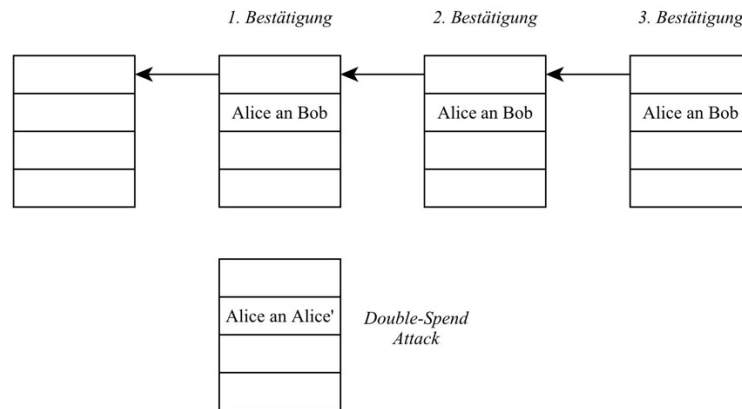 1. Bestätigung 2. Bestätigung 3. Bestätigung
Alice an Bob Alice an Bob Alice an Bob
Alice an Alice'
Double-Spend
Attack